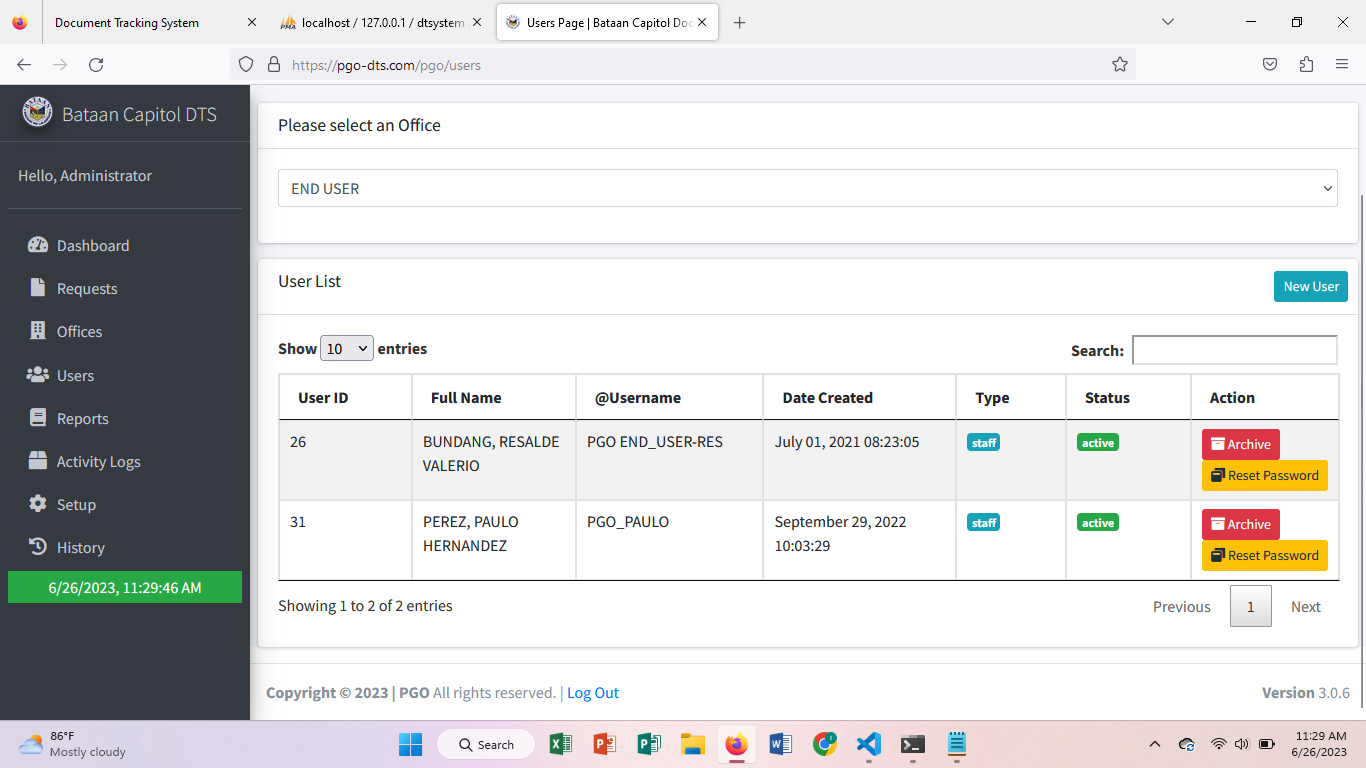 Document Tracking System
localhost / 127.0.0.1 / dtsystem
Users Page | Bataan Capitol Doc
https://pgo-dts.com/pgo/users
Bataan Capitol DTS
Hello, Administrator
Dashboard
Requests
Offices
Users
Reports
Activity Logs
Setup
History
6/26/2023, 11:29:46 AM
Please select an Office
END USER
User List
New User
Show 10 entries
Search:
User ID Full Name @Username Date Created Type Status Action
26 BUNDANG, RESALDE PGO END_USER-RES July 01, 2021 08:23:05 staff active Archive
VALERIO Reset Password
31 PEREZ, PAULO PGO_PAULO September 29, 2022 staff active Archive
HERNANDEZ 10:03:29 Reset Password
Showing 1 to 2 of 2 entries
Previous 1 Next
Copyright © 2023 | PGO All rights reserved. | Log Out
Version 3.0.6
86°F
Mostly cloudy
Search
11:29 AM
6/26/2023